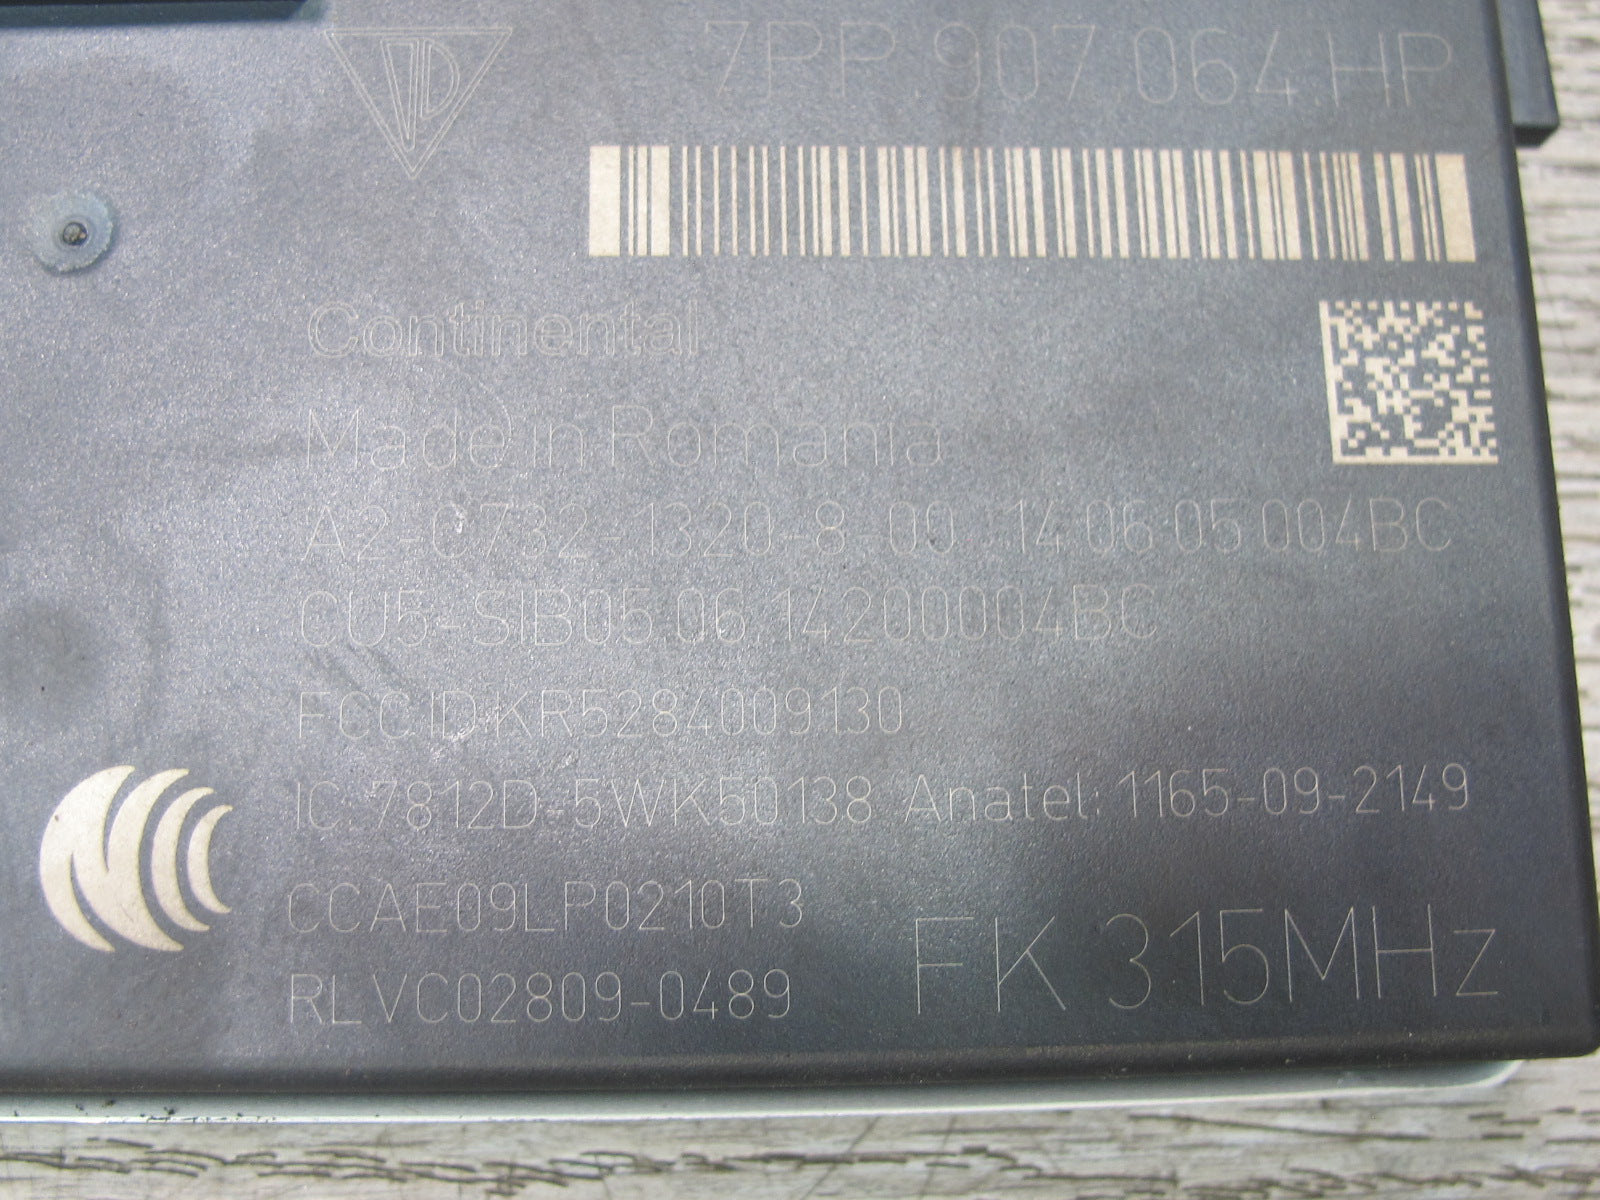 7PP 907 064 HP
Continental
Made in Romania
A2-C732-1320-8-00 14 06 05 004BC
CU5-SIB05.06.14200004BC
FCC ID KR5284009130
IC 7812D-5WK50138 Anatel: 1165-09-2149
CCAE09LP0210T3
RLVC02809-0489
FK 315MHz